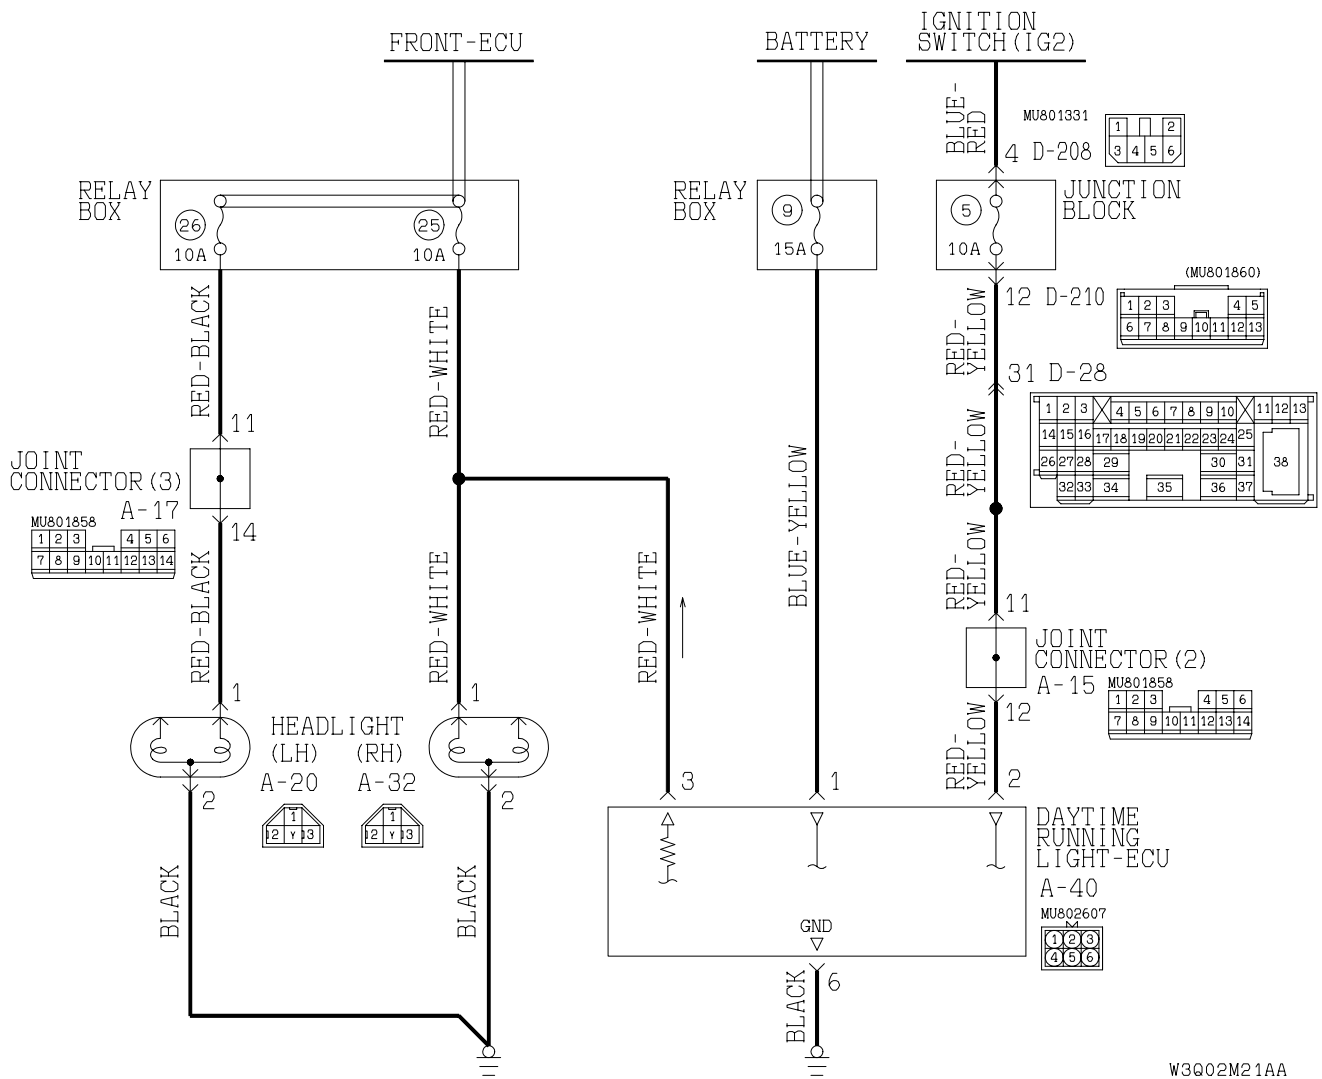 FRONT-ECU
BATTERY
IGNITION
SWITCH(IG2)
BLUE-
RED
MU801331
1 2
3 4 5 6
4 D-208
RELAY
BOX
26
10A
25
10A
RELAY
BOX
9
15A
5
10A
JUNCTION
BLOCK
12 D-210
(MU801860)
1 2 3 4 5
6 7 8 9 10 11 12 13
RED-BLACK
RED-WHITE
RED-
YELLOW
31 D-28
1 2 3 4 5 6 7 8 9 10 11 12 13
14 15 16 17 18 19 20 21 22 23 24 25
26 27 28 29 30 31 38
32 33 34 35 36 37
RED-
YELLOW
11
JOINT
CONNECTOR(3)
A-17
MU801858
1 2 3 4 5 6
7 8 9 10 11 12 13 14
14
RED-BLACK
RED-WHITE
RED-WHITE
BLUE-YELLOW
RED-
YELLOW
11
JOINT
CONNECTOR(2)
A-15
MU801858
1 2 3 4 5 6
7 8 9 10 11 12 13 14
12
RED-
YELLOW
1
1
HEADLIGHT
(LH) (RH)
A-20 A-32
1
2 Y 3
1
2 Y 3
2
2
3
1
2
DAYTIME
RUNNING
LIGHT-ECU
A-40
MU802607
1 2 3
4 5 6
GND
6
BLACK
BLACK
BLACK
W3Q02M21AA